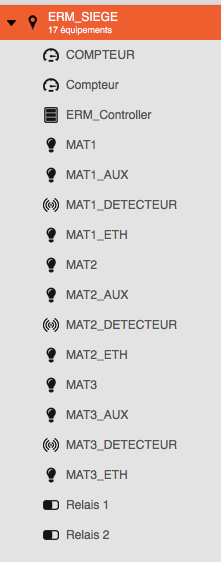 ERM_SIEGE
17 équipements
COMPTEUR
Compteur
ERM_Controller
MAT1
MAT1_AUX
MAT1_DETECTEUR
MAT1_ETH
MAT2
MAT2_AUX
MAT2_DETECTEUR
MAT2_ETH
MAT3
MAT3_AUX
MAT3_DETECTEUR
MAT3_ETH
Relais 1
Relais 2